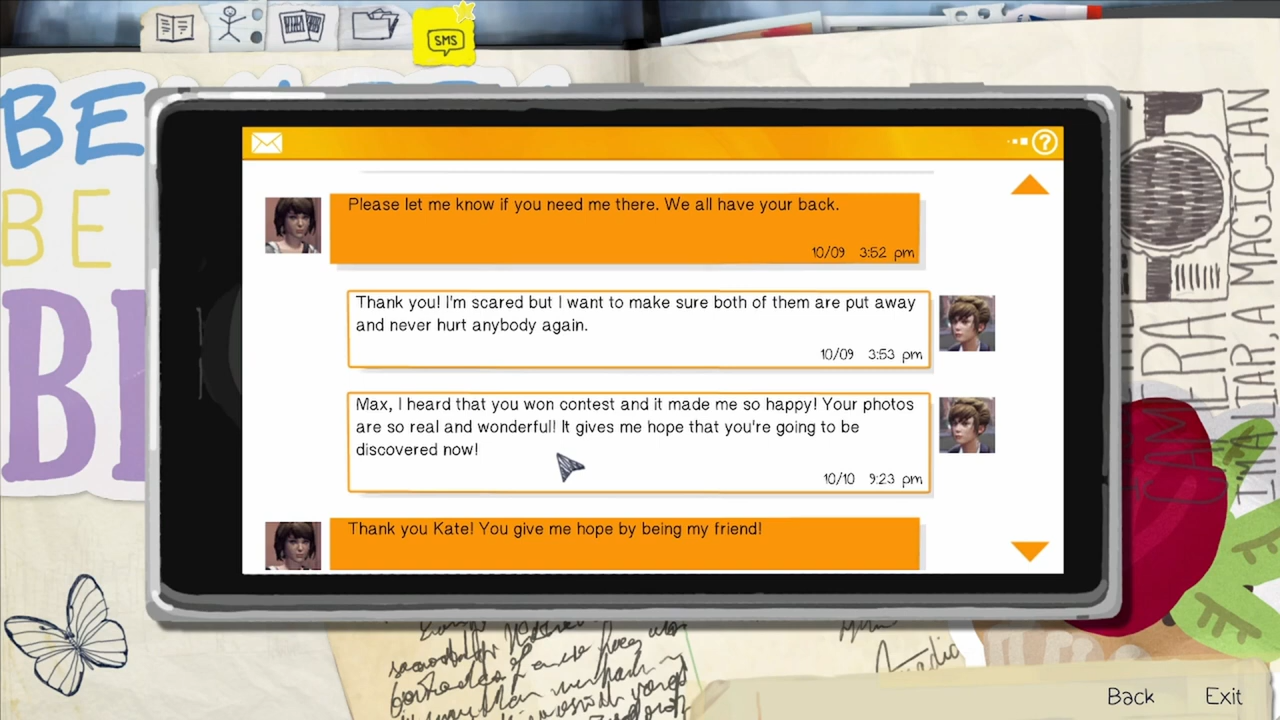 SMS
BE
BE
?
Please let me know if you need me there. We all have your back.
10/09 3:52 pm
Thank you! I'm scared but I want to make sure both of them are put away
and never hurt anybody again.
10/09 3:53 pm
Max, I heard that you won contest and it made me so happy! Your photos
are so real and wonderful! It gives me hope that you're going to be
discovered now!
10/10 9:23 pm
Thank you Kate! You give me hope by being my friend!
A MAGICIAN
Back Exit